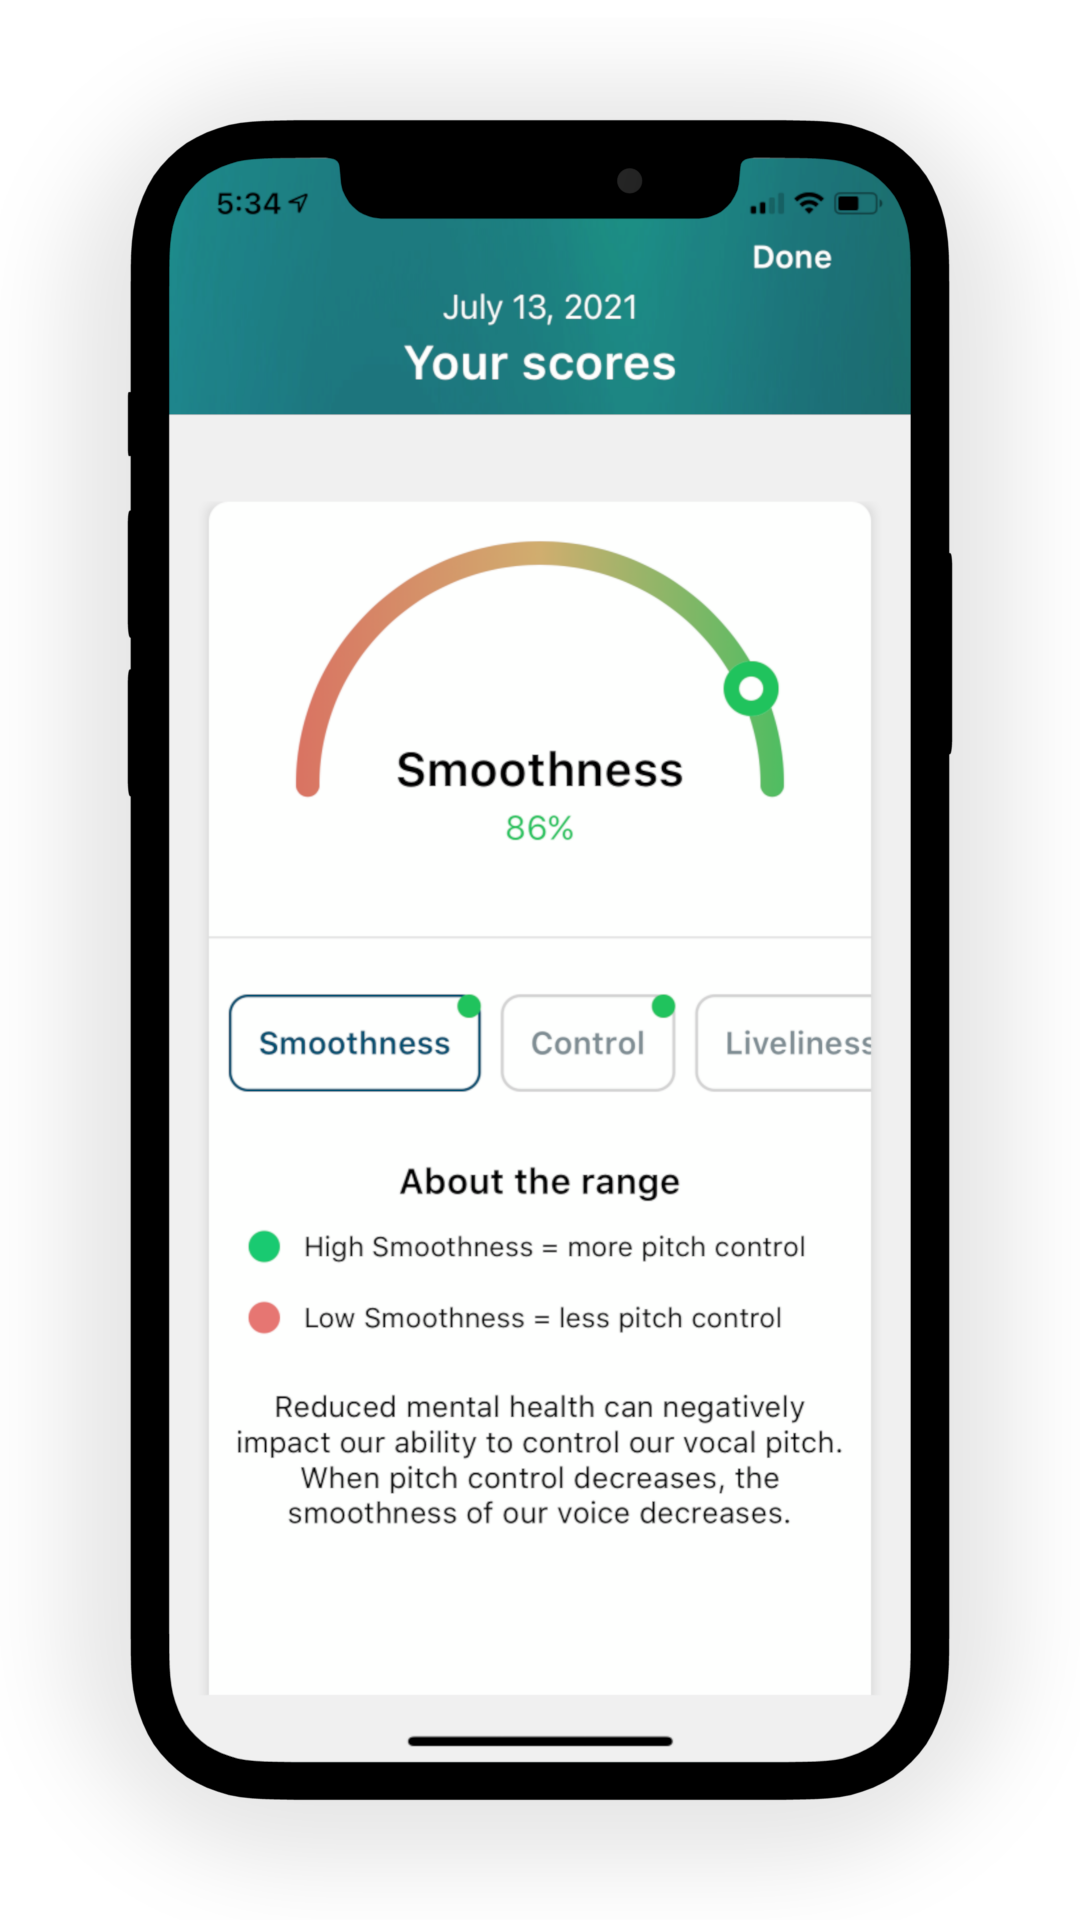 5:34
Done
July 13, 2021
Your scores
Smoothness
86%
Smoothness
Control
Liveliness
About the range
High Smoothness = more pitch control
Low Smoothness = less pitch control
Reduced mental health can negatively
impact our ability to control our vocal pitch.
When pitch control decreases, the
smoothness of our voice decreases.